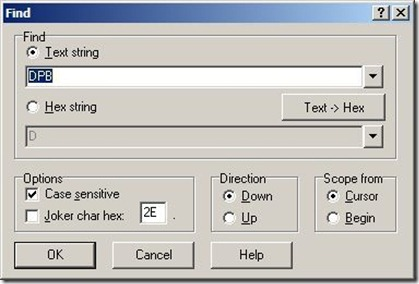 Find
Find
Text string
DPB
Hex string
Text -> Hex
D
Options
Case sensitive
Joker char hex: 2E .
Direction
Down
Up
Scope from
Cursor
Begin
OK
Cancel
Help